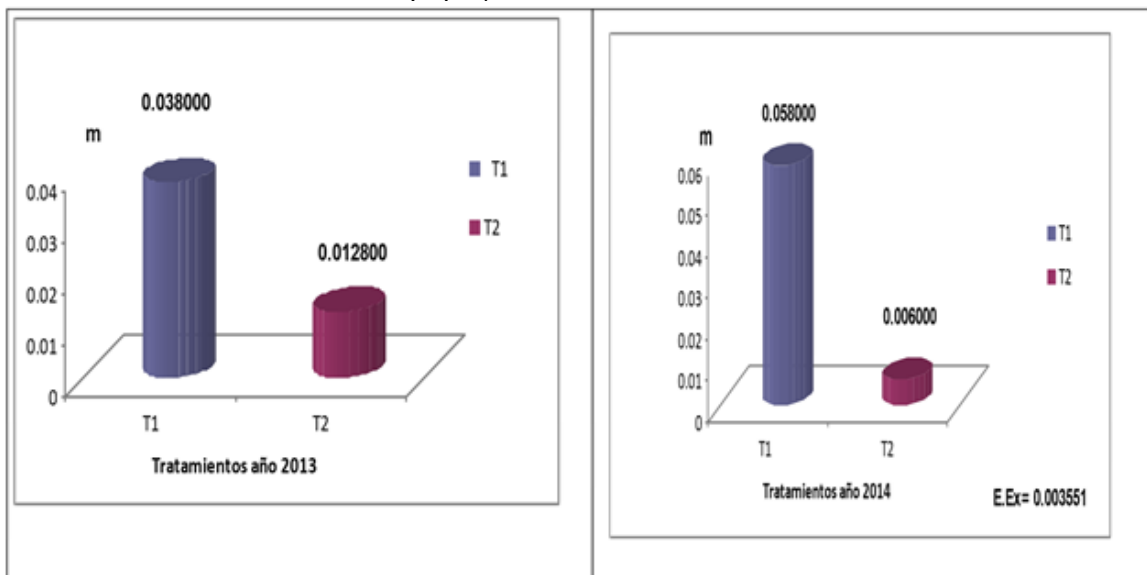 0.038000
m
0.04
0.03
0.02
0.01
0
0.012800
T1
T2
T1
T2
Tratamientos año 2013
0.058000
m
0.06
0.05
0.04
0.03
0.02
0.01
0
0.006000
T1
T2
T1
T2
Tratamientos año 2014
E.Ex= 0.003551